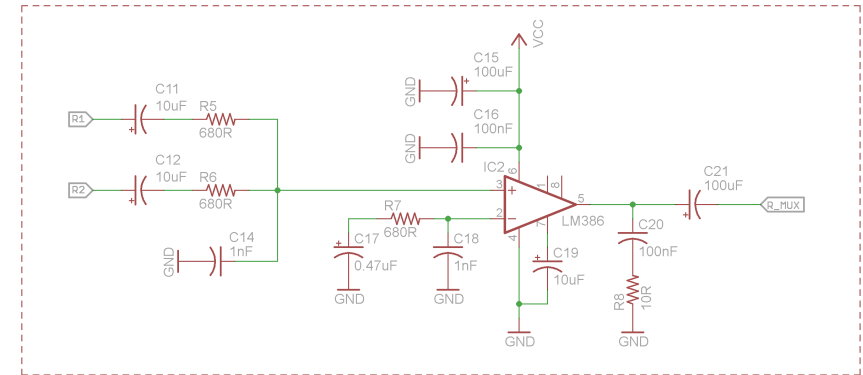 VCC
C15
100uF
GND
C11
10uF
R1
R5
680R
C16
100nF
GND
C12
10uF
R2
R6
680R
IC2
6
3
1
8
5
2
7
4
LM386
C21
100uF
R_MUX
R7
680R
C14
1nF
GND
C17
0.47uF
GND
C18
1nF
GND
C19
10uF
GND
C20
100nF
R8
10R
GND